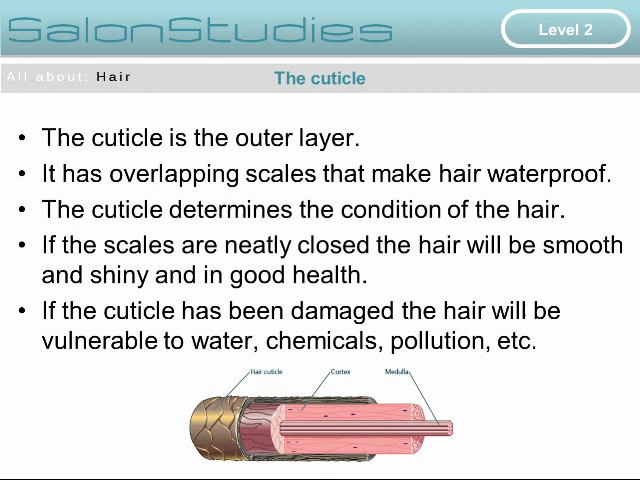 SalonStudies
Level 2
All about: Hair
The cuticle
• The cuticle is the outer layer.
• It has overlapping scales that make hair waterproof.
• The cuticle determines the condition of the hair.
• If the scales are neatly closed the hair will be smooth
and shiny and in good health.
• If the cuticle has been damaged the hair will be
vulnerable to water, chemicals, pollution, etc.
Hair cuticle
Cortex
Medulla